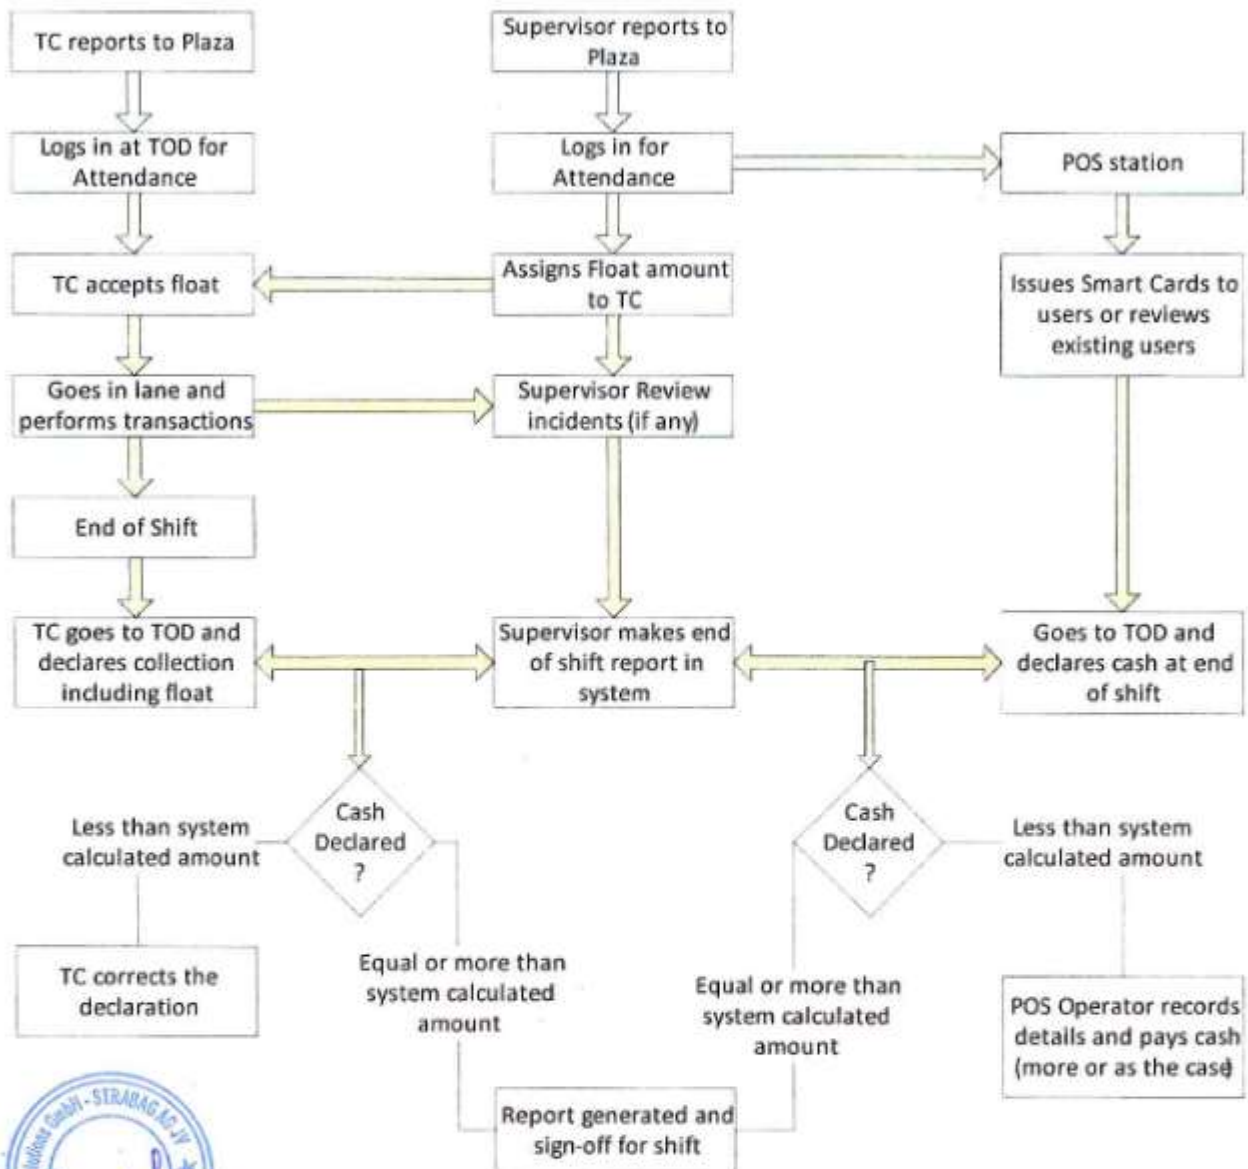 TC reports to Plaza
Supervisor reports to
Plaza
Logs in at TOD for
Attendance
Logs in for
Attendance
POS station
TC accepts float
Assigns Float amount
to TC
Issues Smart Cards to
users or reviews
existing users
Goes in lane and
performs transactions
Supervisor Review
incidents (if any)
End of Shift
TC goes to TOD and
declares collection
including float
Supervisor makes end
of shift report in
system
Goes to TOD and
declares cash at end
of shift
Less than system
calculated amount
Cash
Declared
?
Cash
Declared
?
Less than system
calculated amount
TC corrects the
declaration
Equal or more than
system calculated
amount
Equal or more than
system calculated
amount
POS Operator records
details and pays cash
(more or as the case)
Report generated and
sign-off for shift
GmbH - STRABAG AG JV